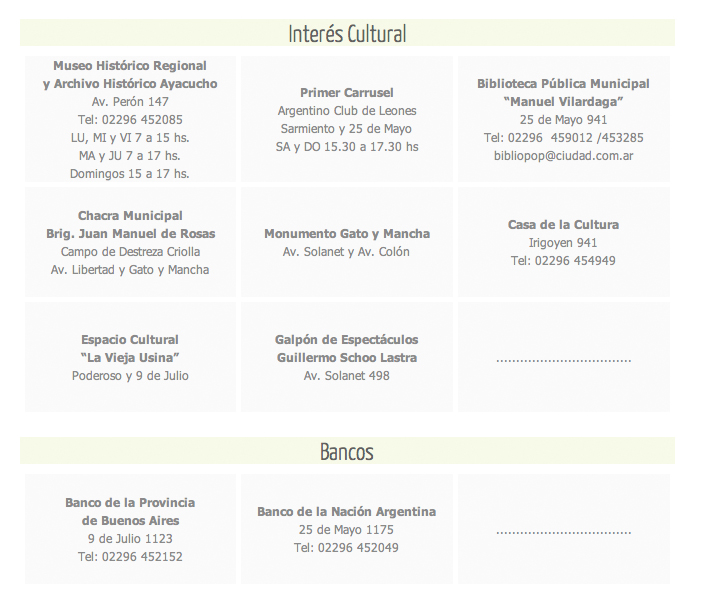 Interés Cultural
Museo Histórico Regional
y Archivo Histórico Ayacucho
Av. Perón 147
Tel: 02296 452085
LU, MI y VI 7 a 15 hs.
MA y JU 7 a 17 hs.
Domingos 15 a 17 hs.
Primer Carrusel
Argentino Club de Leones
Sarmiento y 25 de Mayo
SA y DO 15.30 a 17.30 hs
Biblioteca Pública Municipal
“Manuel Vilardaga”
25 de Mayo 941
Tel: 02296  459012 /453285
bibliopop@ciudad.com.ar
Chacra Municipal
Brig. Juan Manuel de Rosas
Campo de Destreza Criolla
Av. Libertad y Gato y Mancha
Monumento Gato y Mancha
Av. Solanet y Av. Colón
Casa de la Cultura
Irigoyen 941
Tel: 02296 454949
Espacio Cultural
“La Vieja Usina”
Poderoso y 9 de Julio
Galpón de Espectáculos
Guillermo Schoo Lastra
Av. Solanet 498
..................................
Bancos
Banco de la Provincia
de Buenos Aires
9 de Julio 1123
Tel: 02296 452152
Banco de la Nación Argentina
25 de Mayo 1175
Tel: 02296 452049
..................................